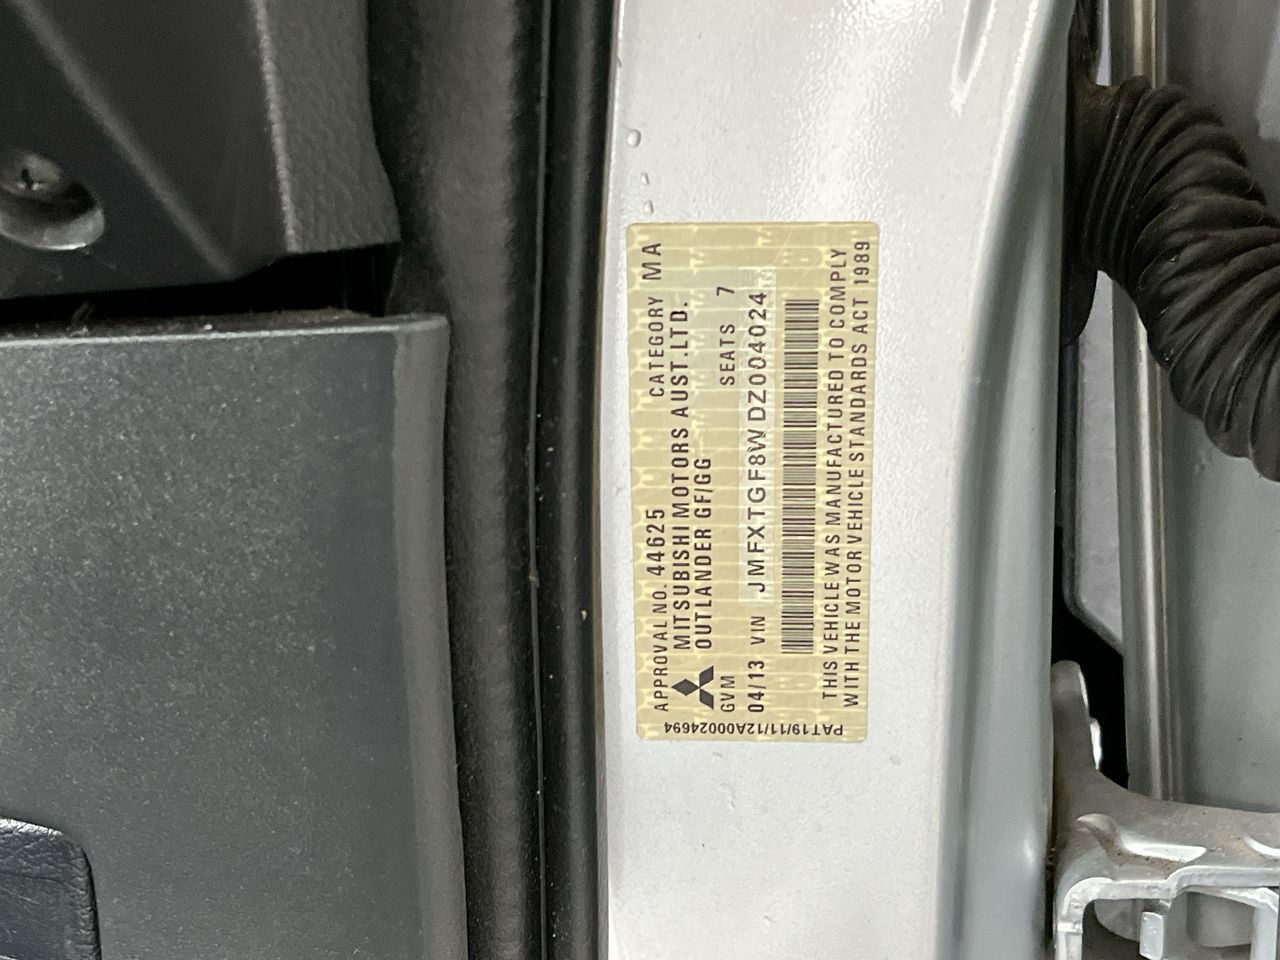 APPROVAL NO. 44625 CATEGORY MA
MITSUBISHI MOTORS AUST.LTD.
OUTLANDER GF/GG
GVM SEATS 7
04/13 VIN JMFXTGF8WDZ004024
THIS VEHICLE WAS MANUFACTURED TO COMPLY
WITH THE MOTOR VEHICLE STANDARDS ACT 1989
PAT19/11/12A00024694